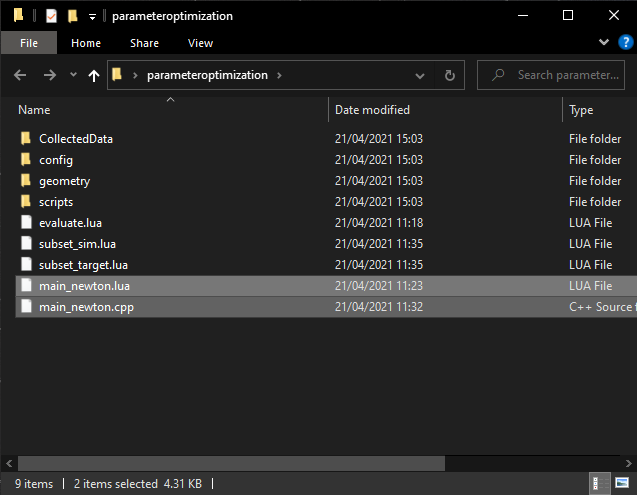 parameteroptimization
File Home Share View
parameteroptimization Search parameter...
Name Date modified Type
CollectedData 21/04/2021 15:03 File folder
config 21/04/2021 15:03 File folder
geometry 21/04/2021 15:03 File folder
scripts 21/04/2021 15:03 File folder
evaluate.lua 21/04/2021 11:18 LUA File
subset_sim.lua 21/04/2021 11:35 LUA File
subset_target.lua 21/04/2021 11:35 LUA File
main_newton.lua 21/04/2021 11:23 LUA File
main_newton.cpp 21/04/2021 11:32 C++ Source f
9 items 2 items selected 4.31 KB